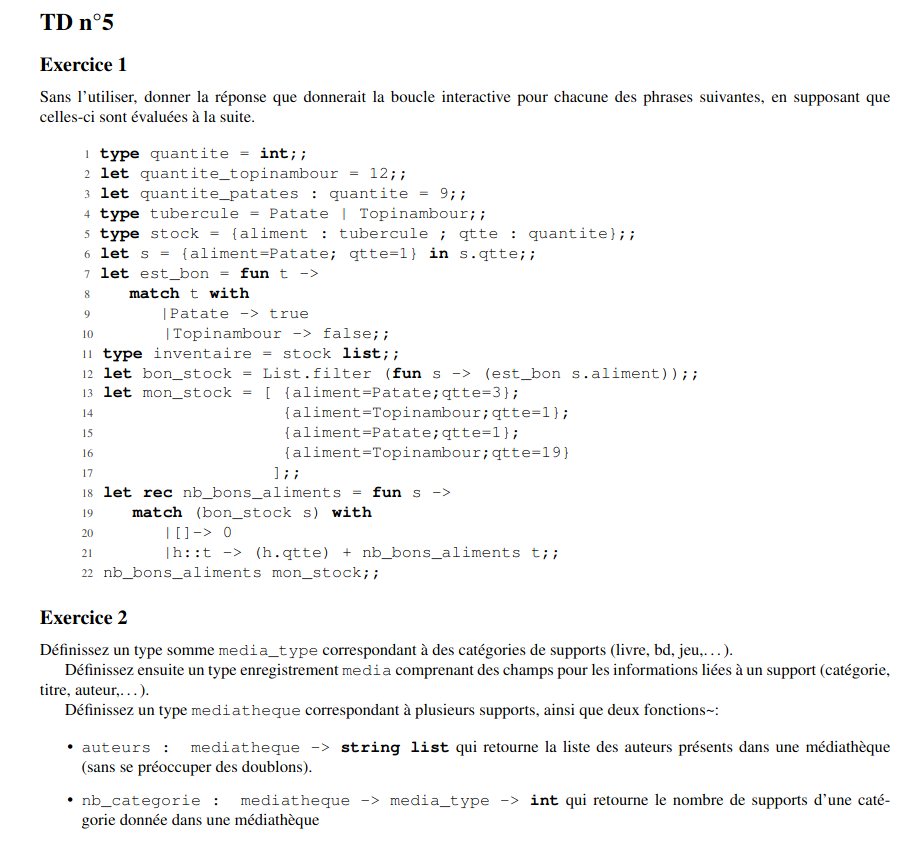 TD n°5
Exercice 1
Sans l'utiliser, donner la réponse que donnerait la boucle interactive pour chacune des phrases suivantes, en supposant que
celles-ci sont évaluées à la suite.
1 type quantite = int;;
2 let quantite_topinambour = 12;;
3 let quantite_patates : quantite = 9;;
4 type tubercule = Patate | Topinambour;;
5 type stock = {aliment : tubercule ; qtte : quantite};;
6 let s = {aliment=Patate; qtte=1} in s.qtte;;
7 let est_bon = fun t ->
8 match t with
9 |Patate -> true
10 |Topinambour -> false;;
11 type inventaire = stock list;;
12 let bon_stock = List.filter (fun s -> (est_bon s.aliment));;
13 let mon_stock = [ {aliment=Patate;qtte=3};
14 {aliment=Topinambour;qtte=1};
15 {aliment=Patate;qtte=1};
16 {aliment=Topinambour;qtte=19}
17 ];;
18 let rec nb_bons_aliments = fun s ->
19 match (bon_stock s) with
20 |[]-> 0
21 |h::t -> (h.qtte) + nb_bons_aliments t;;
22 nb_bons_aliments mon_stock;;
Exercice 2
Définissez un type somme media_type correspondant à des catégories de supports (livre, bd, jeu,...).
Définissez ensuite un type enregistrement media comprenant des champs pour les informations liées à un support (catégorie,
titre, auteur,...).
Définissez un type mediatheque correspondant à plusieurs supports, ainsi que deux fonctions~:
• auteurs : mediatheque -> string list qui retourne la liste des auteurs présents dans une médiathèque
(sans se préoccuper des doublons).
• nb_categorie : mediatheque -> media_type -> int qui retourne le nombre de supports d'une caté-
gorie donnée dans une médiathèque